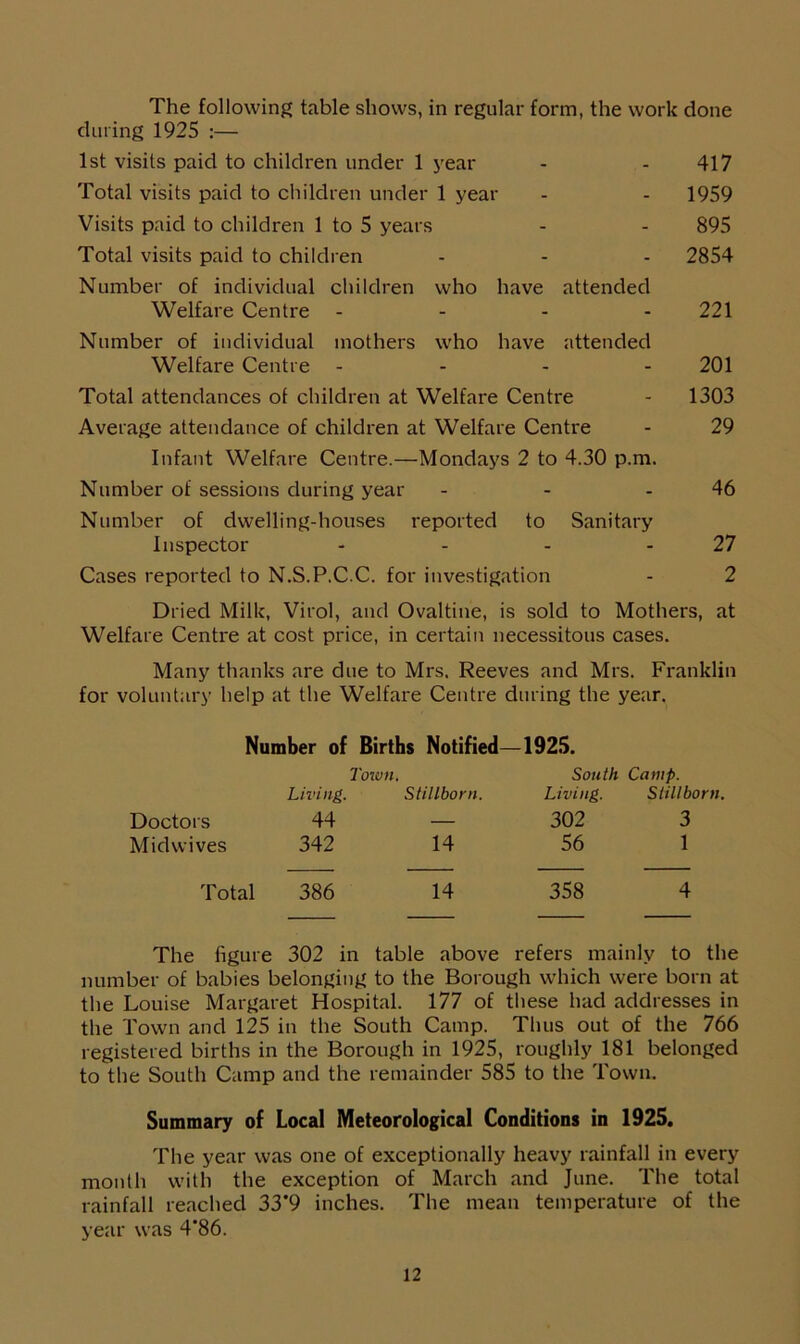 The following table shows, in regular form, the work done
during 1925 :—
1st visits paid to children under 1 year - - 417
Total visits paid to children under 1 year - - 1959
Visits paid to children 1 to 5 years - - 895
Total visits paid to children - - - 2854
Number of individual children who have attended
Welfare Centre - - - - 221
Number of individual mothers who have attended
Welfare Centre - - - - 201
Total attendances of children at Welfare Centre - 1303
Average attendance of children at Welfare Centre - 29
Infant Welfare Centre.—Mondays 2 to 4.30 p.m.
Number of sessions during year - - - 46
Number of dwelling-houses reported to Sanitary
Inspector - - - - 27
Cases reported to N.S.P.C.C. for investigation - 2
Dried Milk, Virol, and Ovaltine, is sold to Mothers, at
Welfare Centre at cost price, in certain necessitous cases.
Many thanks are due to Mrs. Reeves and Mrs. Franklin
for voluntary help at the Welfare Centre during the year.
Number of Births Notified—1925.
Town. South Camp.
Living. Stillborn. Living. Stillborn.
Doctors 44 — 302 3
Midwives 342 14 56 1
Total 386 14 358 4
The figure 302 in table above refers mainly to the
number of babies belonging to the Borough which were born at
the Louise Margaret Hospital. 177 of these had addresses in
the Town and 125 in the South Camp. Thus out of the 766
registered births in the Borough in 1925, roughly 181 belonged
to the South Camp and the remainder 585 to the Town.
Summary of Local Meteorological Conditions in 1925.
The year was one of exceptionally heavy rainfall in every
month with the exception of March and June. The total
rainfall reached 33·9 inches. The mean temperature of the
year was 4·86.
12